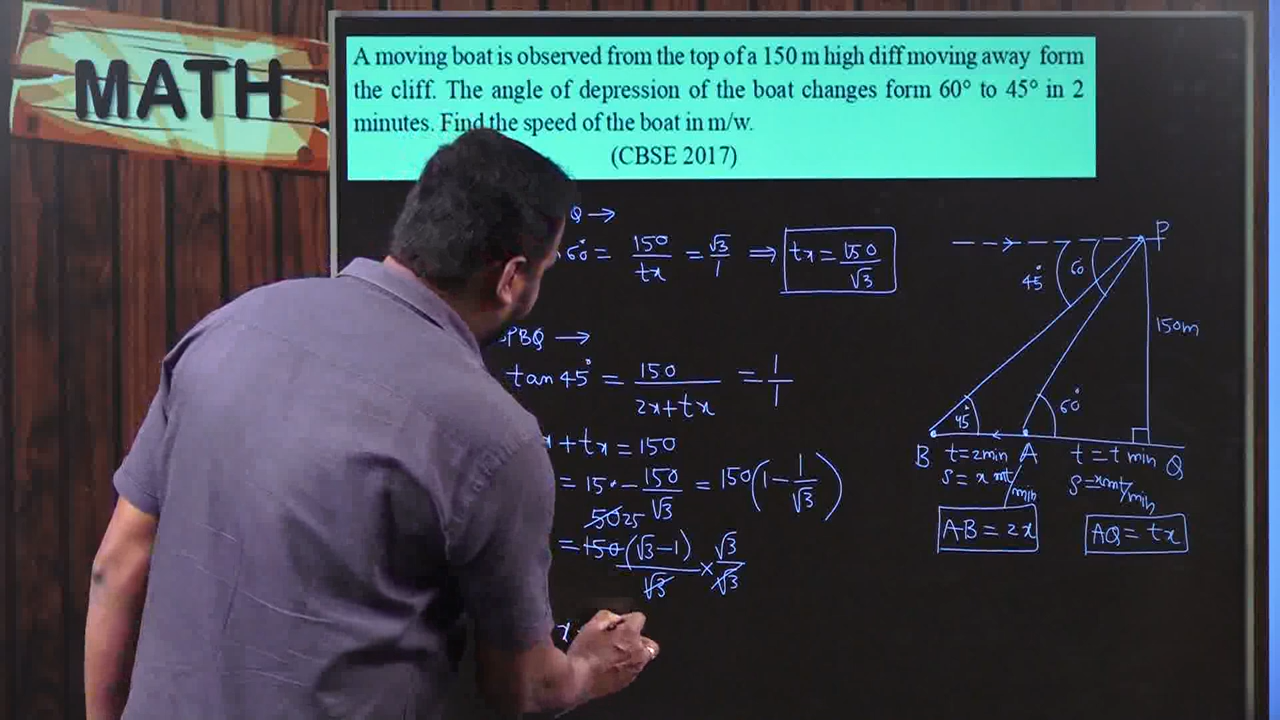 MATH
A moving boat is observed from the top of a 150 m high diff moving away form
the cliff. The angle of depression of the boat changes form 60° to 45° in 2
minutes. Find the speed of the boat in m/w.
(CBSE 2017)
Q →
60° = 150/tx = √3/1 ⇒ tx = 150/√3
PBQ →
tan 45° = 150/(2x+tx) = 1/1
+ tx = 150
= 150 - 150/√3 = 150(1 - 1/√3)
50 25
= 150(√3-1)/√3 × √3/√3
x
P
45° 60
150m
45° 60°
B t=2min A t=t min Q
S=x mt/min S=xmt/min
AB=2x AQ=tx